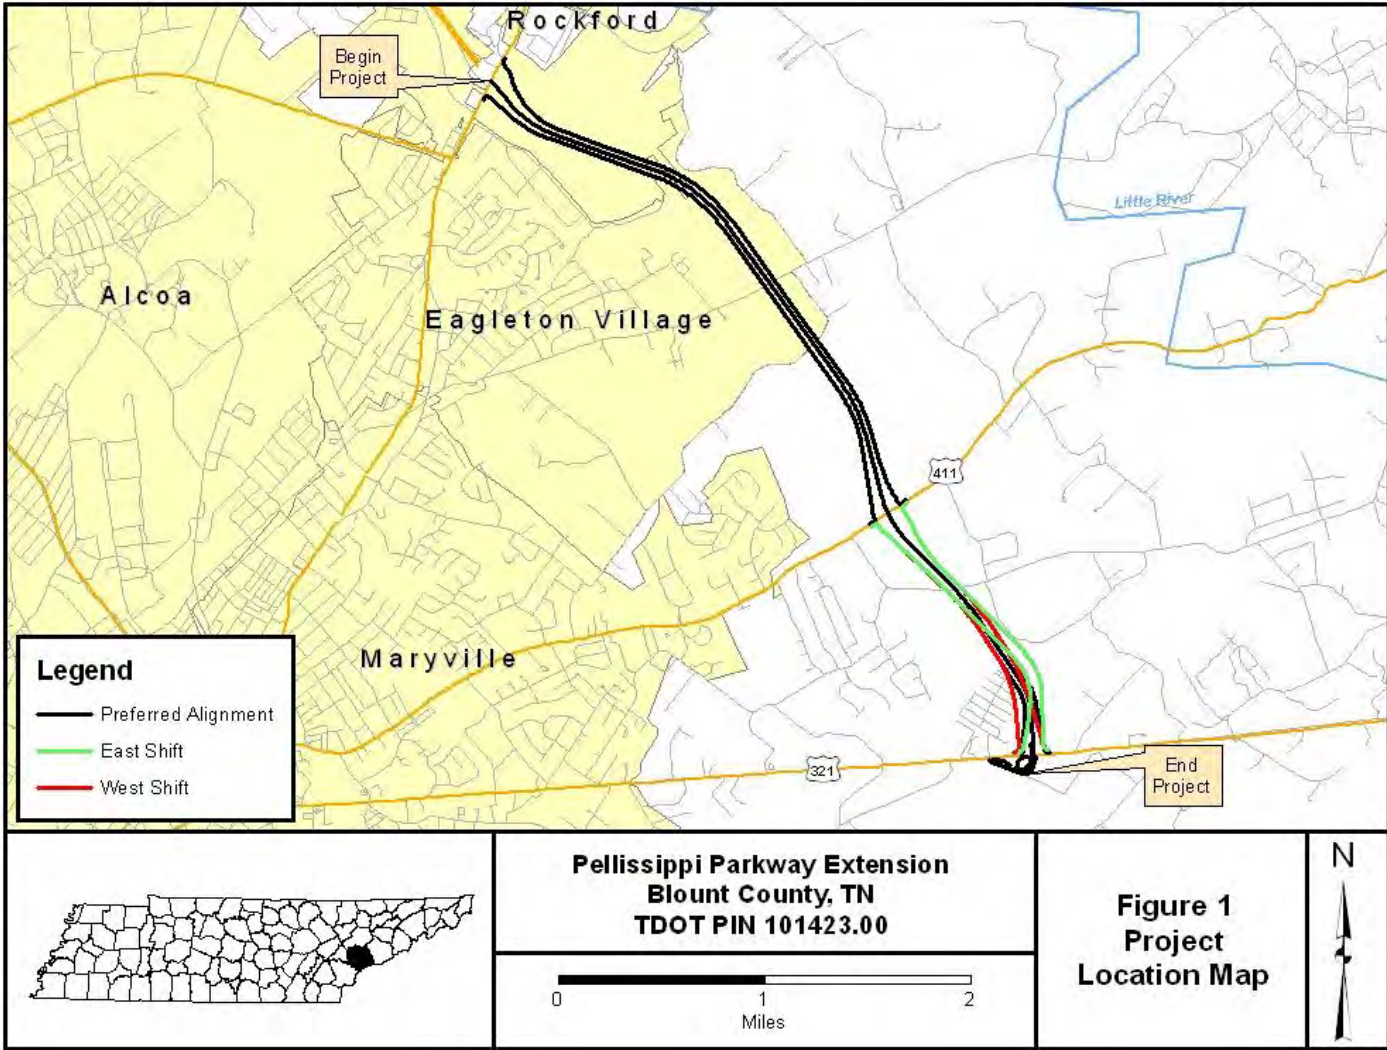 Rockford
Begin
Project
Little River
Alcoa
Eagleton Village
411
Maryville
Legend
Preferred Alignment
East Shift
West Shift
321
End
Project
Pellissippi Parkway Extension
Blount County, TN
TDOT PIN 101423.00
0 1 2
Miles
Figure 1
Project
Location Map
N